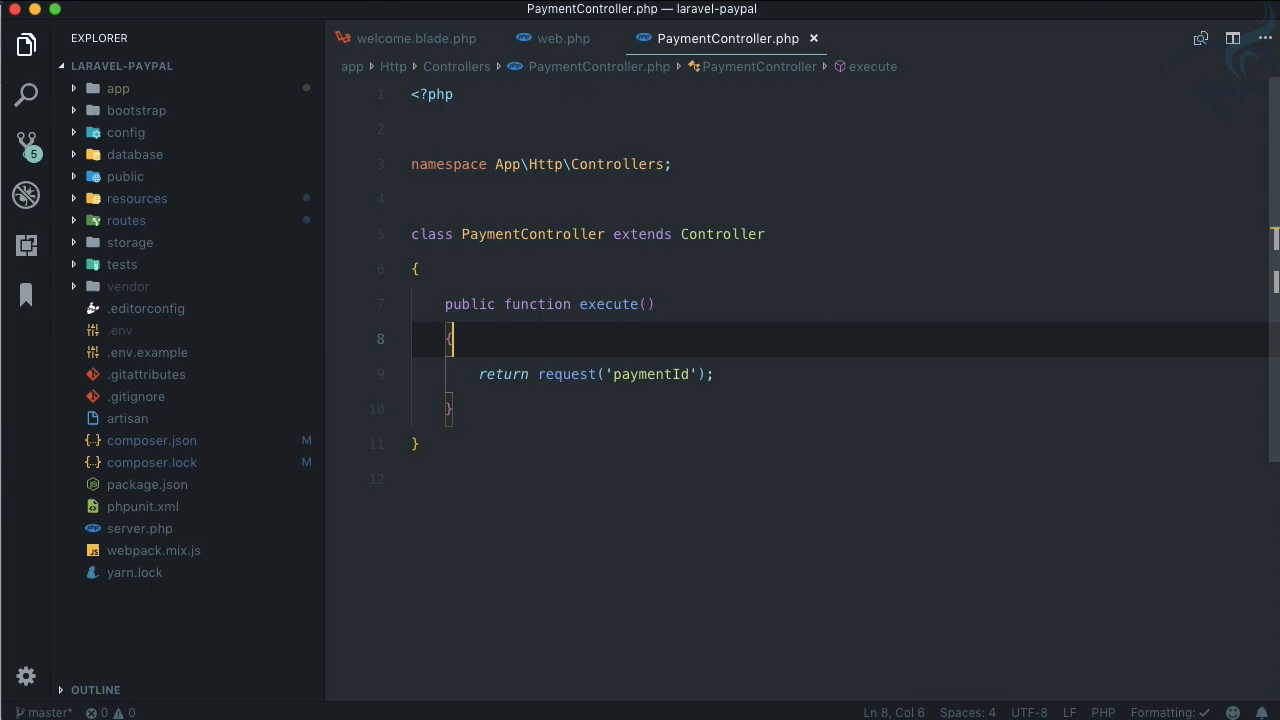 PaymentController.php — laravel-paypal
EXPLORER
LARAVEL-PAYPAL
app
bootstrap
config
database
public
resources
routes
storage
tests
vendor
.editorconfig
.env
.env.example
.gitattributes
.gitignore
artisan
composer.json M
composer.lock M
package.json
phpunit.xml
server.php
webpack.mix.js
yarn.lock
OUTLINE
5
welcome.blade.php web.php PaymentController.php ×
app Http Controllers PaymentController.php PaymentController execute
1 <?php
2
3 namespace App\Http\Controllers;
4
5 class PaymentController extends Controller
6 {
7 public function execute()
8 {
9 return request('paymentId');
10 }
11 }
12
master* 0 0 Ln 8, Col 6 Spaces: 4 UTF-8 LF PHP Formatting: ✓